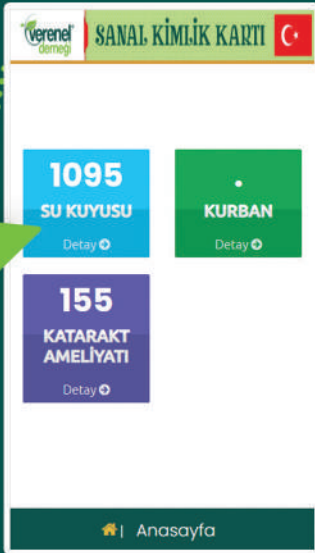 verenel
derneği
SANAL KİMLİK KARTI
1095
SU KUYUSU
Detay
.
KURBAN
Detay
155
KATARAKT
AMELİYATI
Detay
| Anasayfa